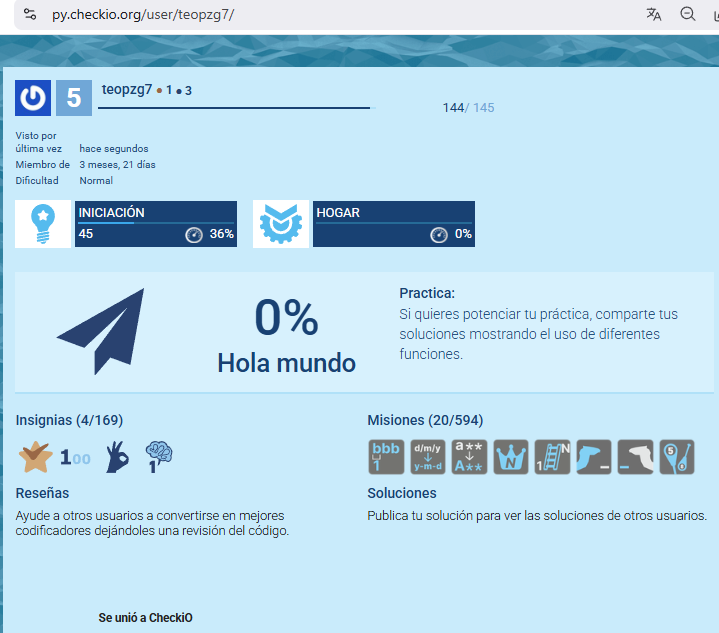 py.checkio.org/user/teopzg7/
5
teopzg7 1 3
144/ 145
Visto por
última vez hace segundos
Miembro de 3 meses, 21 días
Dificultad Normal
INICIACIÓN
45 36%
HOGAR
0%
0%
Hola mundo
Practica:
Si quieres potenciar tu práctica, comparte tus
soluciones mostrando el uso de diferentes
funciones.
Insignias (4/169)
100
1
Misiones (20/594)
bbb
1
d/m/y
y-m-d
a**
A**
N
1 N
5
0
Reseñas
Ayude a otros usuarios a convertirse en mejores
codificadores dejándoles una revisión del código.
Soluciones
Publica tu solución para ver las soluciones de otros usuarios.
Se unió a CheckiO